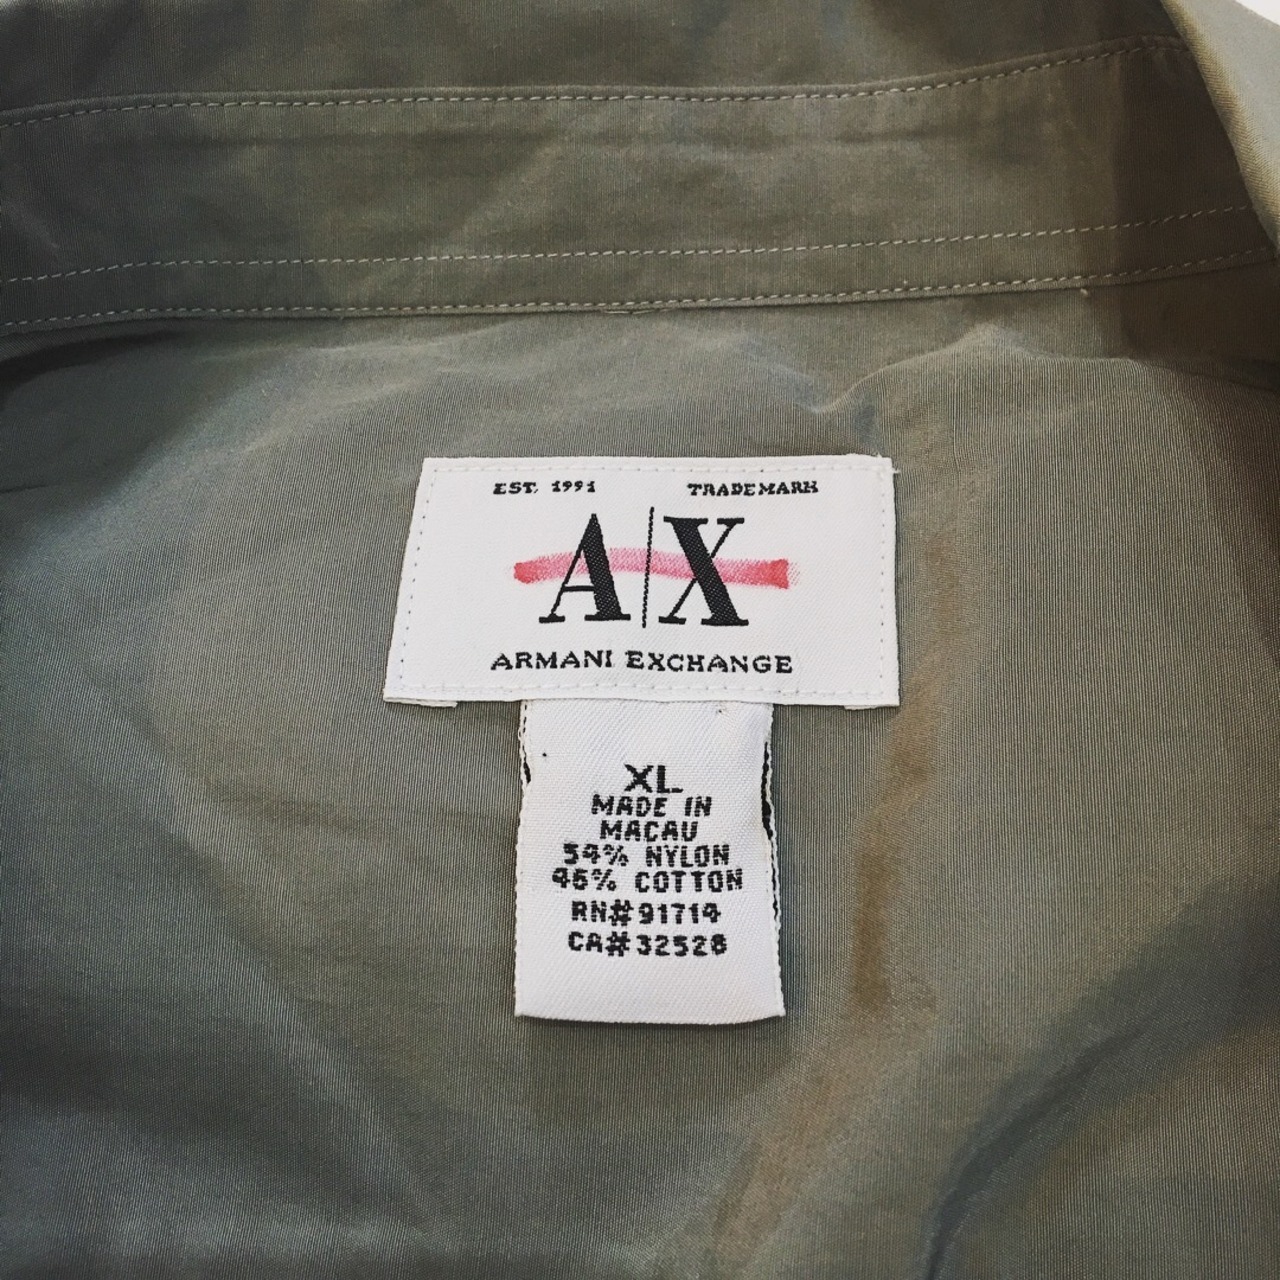 EST. 1991 TRADEMARK
A|X
ARMANI EXCHANGE
XL
MADE IN
MACAU
54% NYLON
46% COTTON
RN#91714
CA#32528